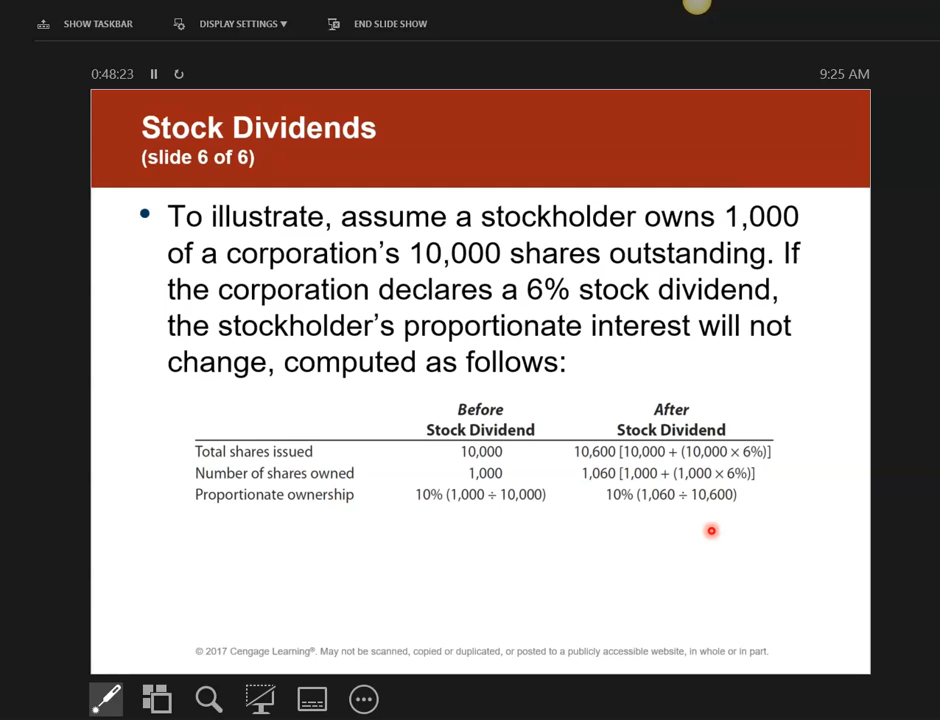 SHOW TASKBAR DISPLAY SETTINGS ▼ END SLIDE SHOW
0:48:23 9:25 AM
Stock Dividends
(slide 6 of 6)
• To illustrate, assume a stockholder owns 1,000
of a corporation’s 10,000 shares outstanding. If
the corporation declares a 6% stock dividend,
the stockholder’s proportionate interest will not
change, computed as follows:
Before After
Stock Dividend Stock Dividend
Total shares issued 10,000 10,600 [10,000 + (10,000 × 6%)]
Number of shares owned 1,000 1,060 [1,000 + (1,000 × 6%)]
Proportionate ownership 10% (1,000 ÷ 10,000) 10% (1,060 ÷ 10,600)
© 2017 Cengage Learning®. May not be scanned, copied or duplicated, or posted to a publicly accessible website, in whole or in part.